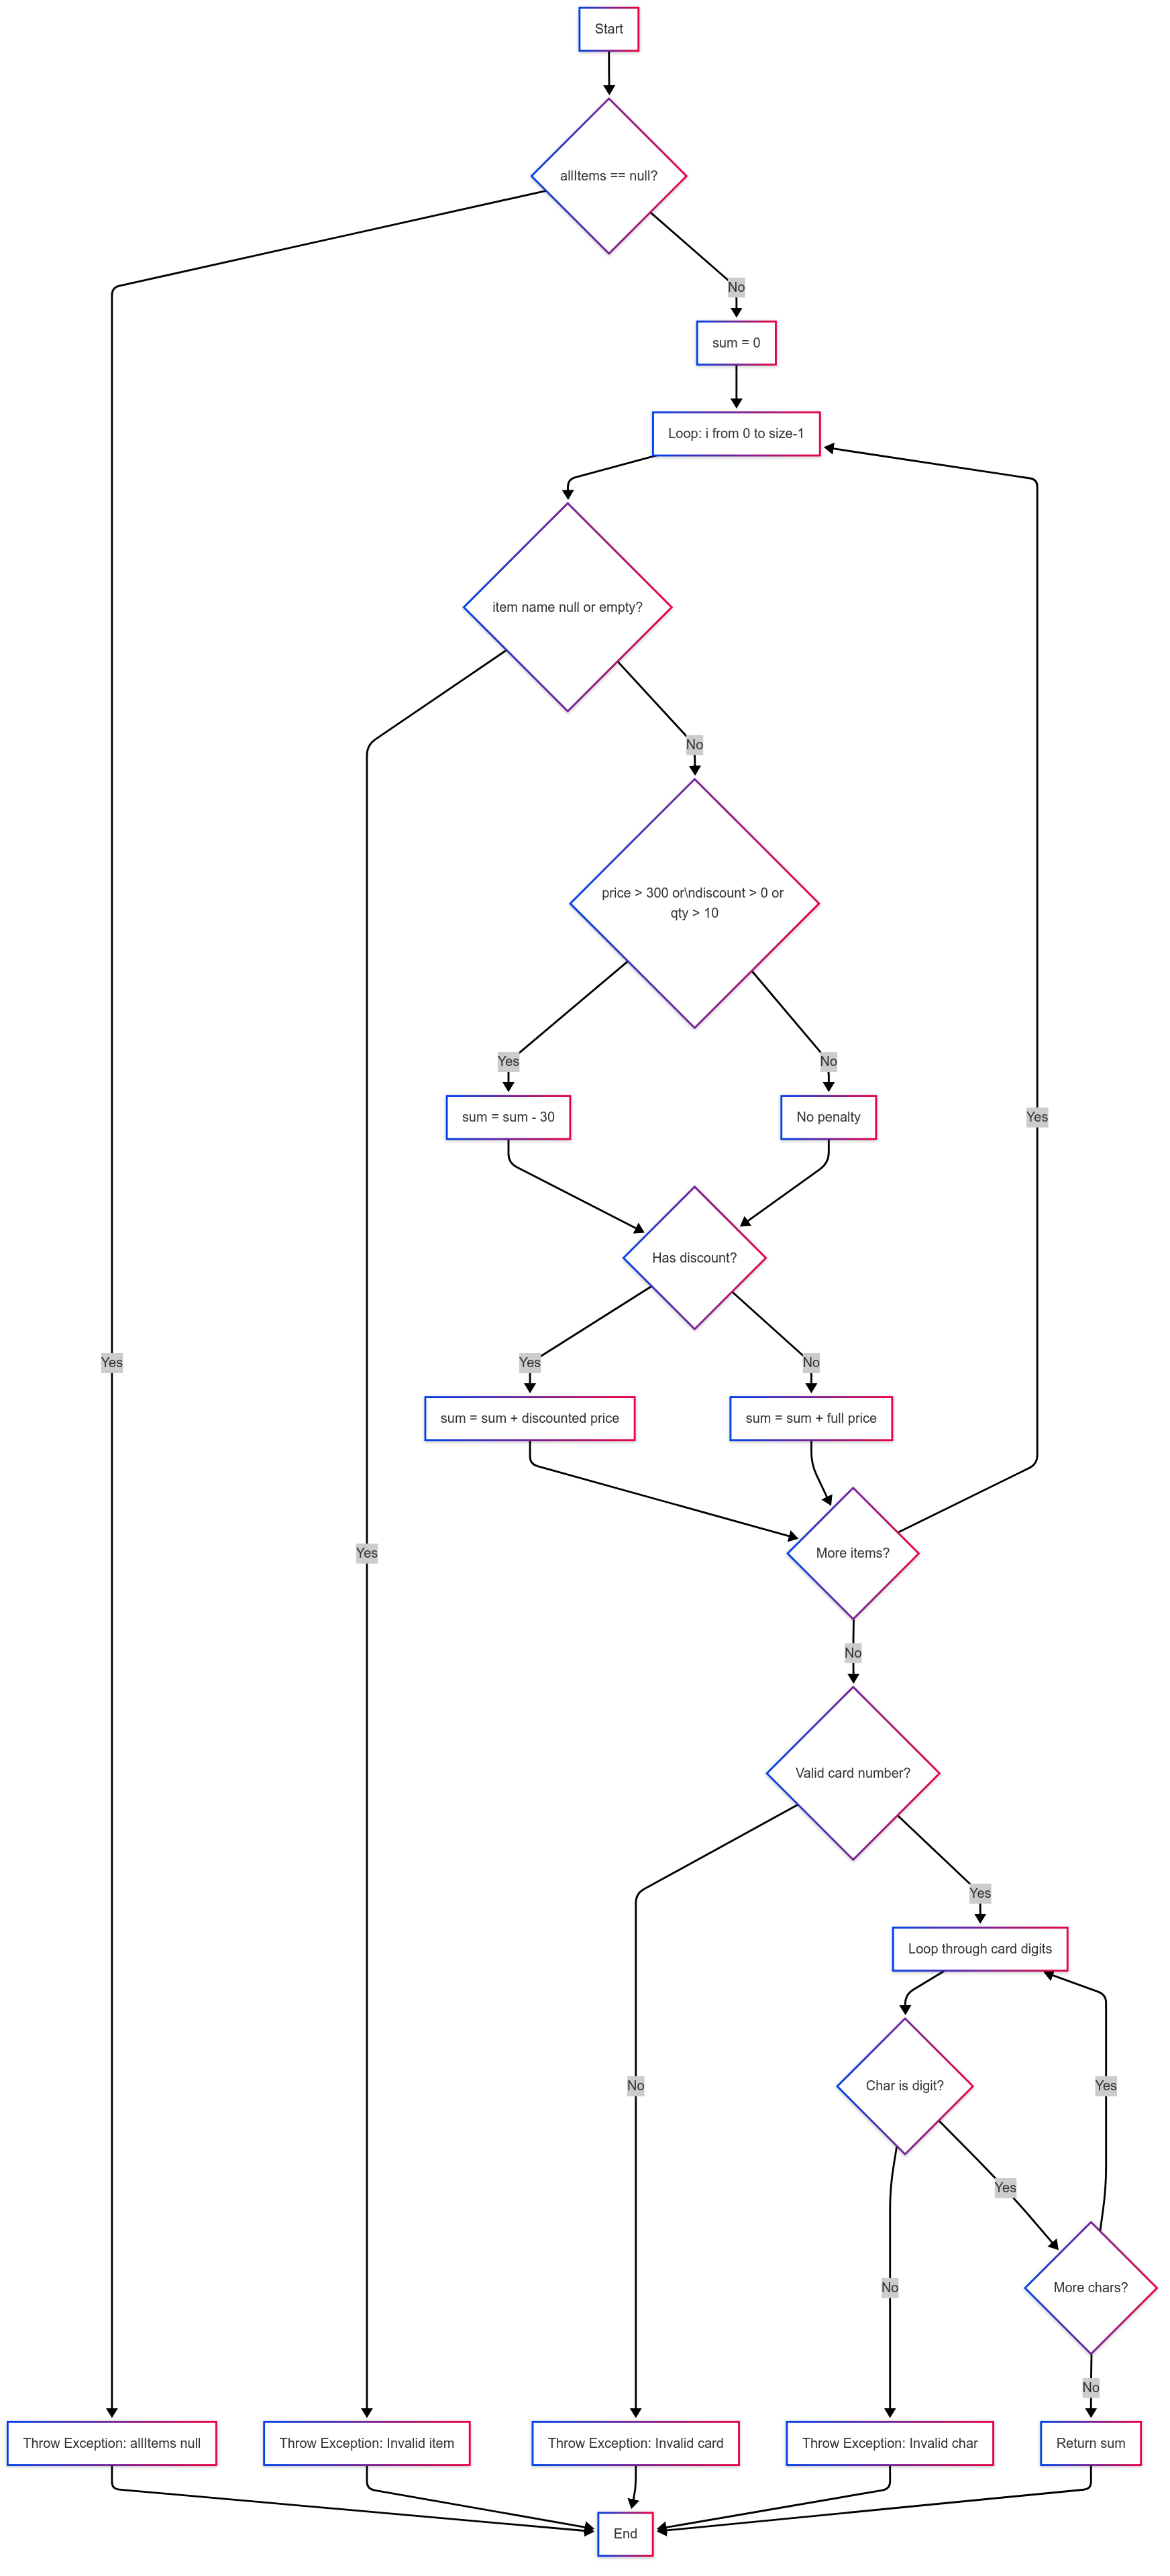 Start
allItems == null?
No
sum = 0
Loop: i from 0 to size-1
item name null or empty?
No
price > 300 or\ndiscount > 0 or
qty > 10
Yes
No
sum = sum - 30
No penalty
Yes
Has discount?
Yes
Yes
No
sum = sum + discounted price
sum = sum + full price
Yes
More items?
No
Valid card number?
Yes
Loop through card digits
No
Char is digit?
Yes
Yes
No
More chars?
No
Throw Exception: allItems null
Throw Exception: Invalid item
Throw Exception: Invalid card
Throw Exception: Invalid char
Return sum
End